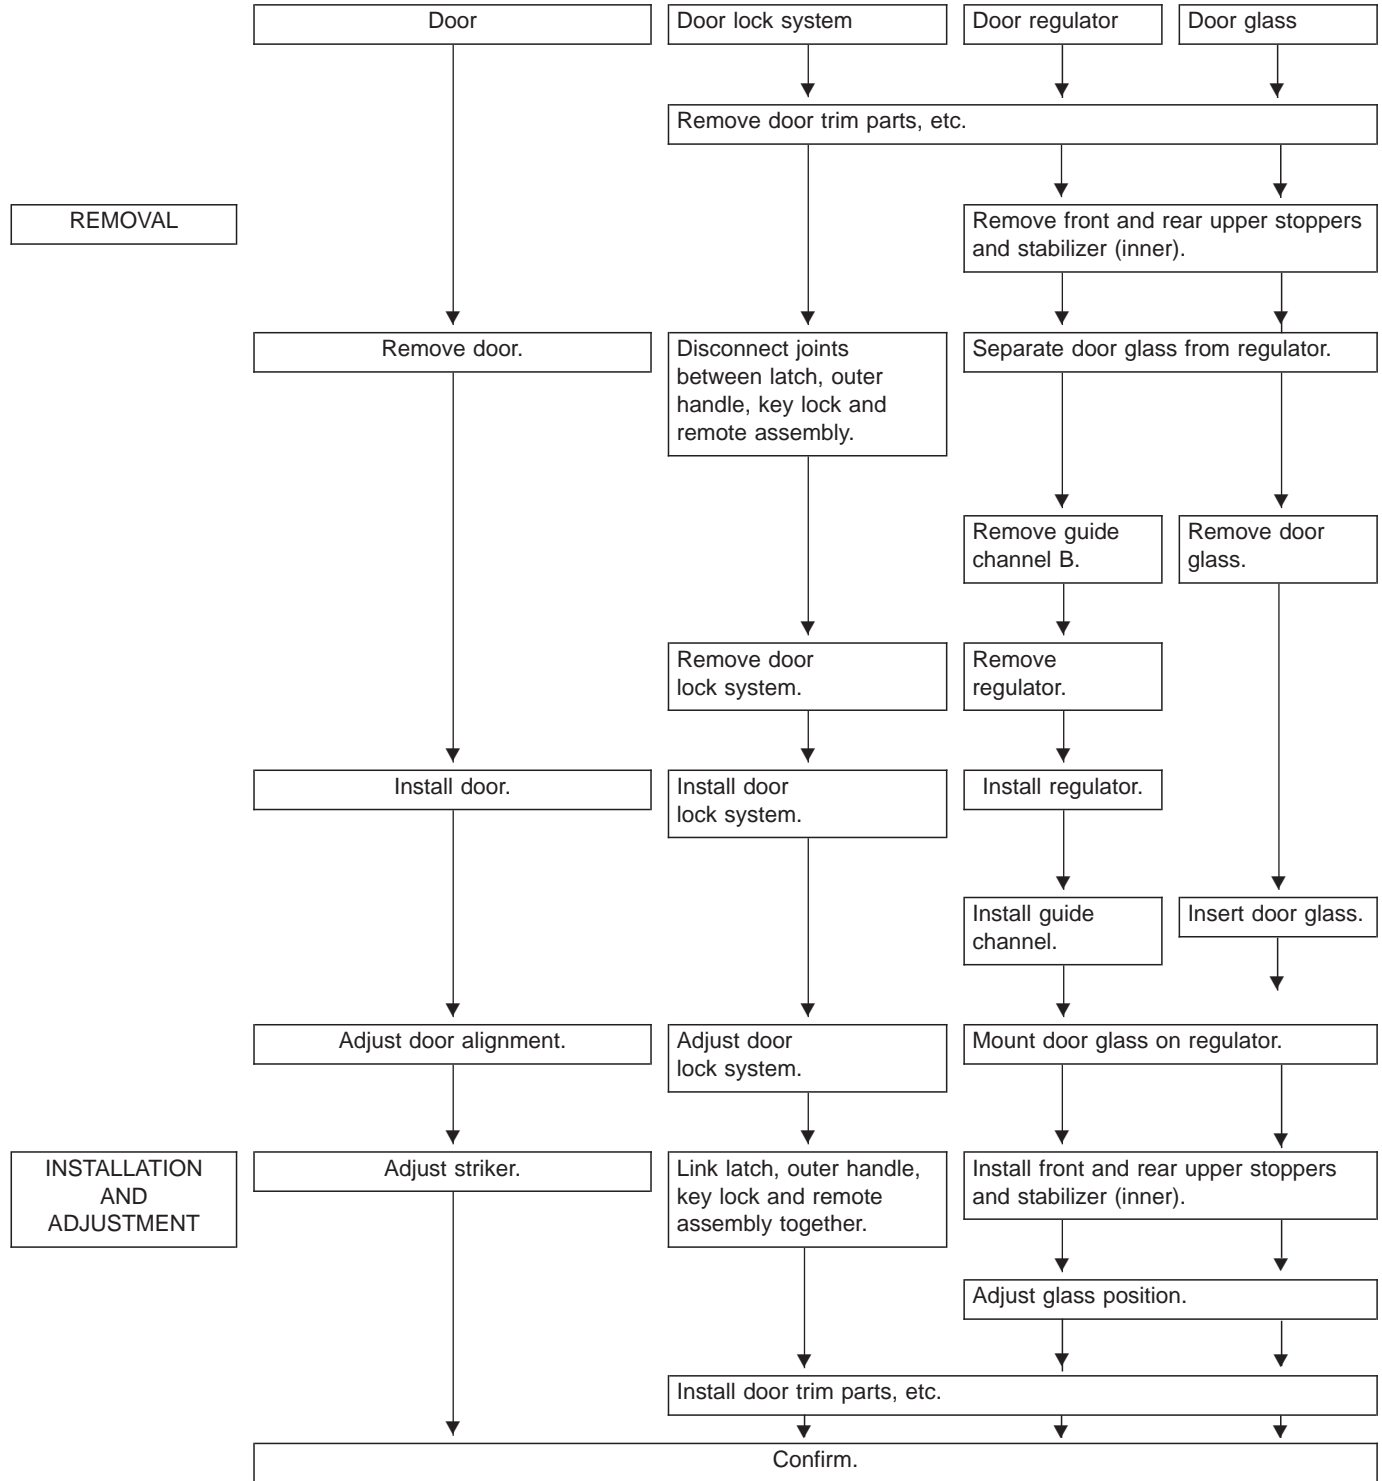 Door
Door lock system
Door regulator
Door glass
Remove door trim parts, etc.
REMOVAL
Remove front and rear upper stoppers
and stabilizer (inner).
Remove door.
Disconnect joints
between latch, outer
handle, key lock and
remote assembly.
Separate door glass from regulator.
Remove guide
channel B.
Remove door
glass.
Remove door
lock system.
Remove
regulator.
Install door.
Install door
lock system.
Install regulator.
Install guide
channel.
Insert door glass.
Adjust door alignment.
Adjust door
lock system.
Mount door glass on regulator.
INSTALLATION
AND
ADJUSTMENT
Adjust striker.
Link latch, outer handle,
key lock and remote
assembly together.
Install front and rear upper stoppers
and stabilizer (inner).
Adjust glass position.
Install door trim parts, etc.
Confirm.